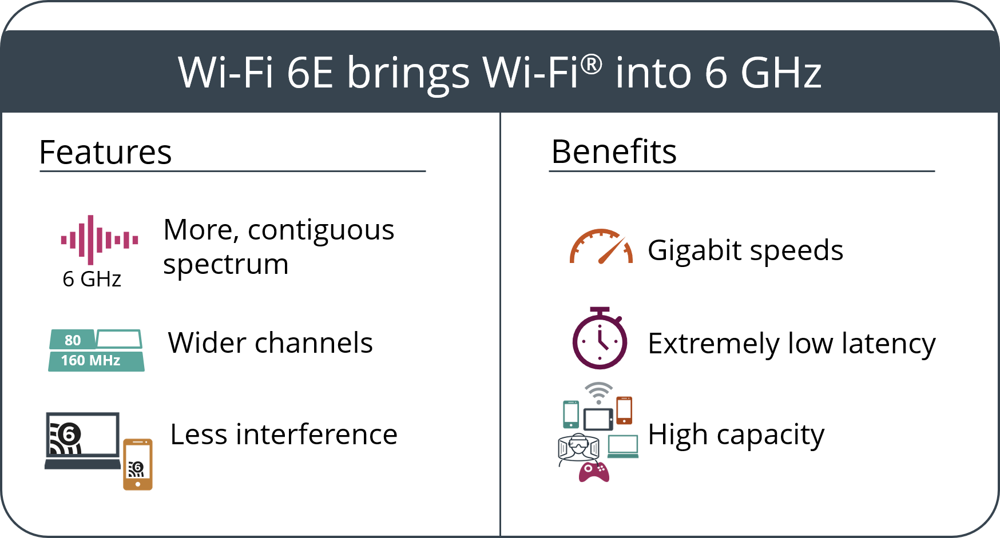 Wi-Fi 6E brings Wi-Fi® into 6 GHz
Features
More, contiguous
spectrum
6 GHz
80
160 MHz
Wider channels
6
6
Less interference
Benefits
Gigabit speeds
Extremely low latency
High capacity